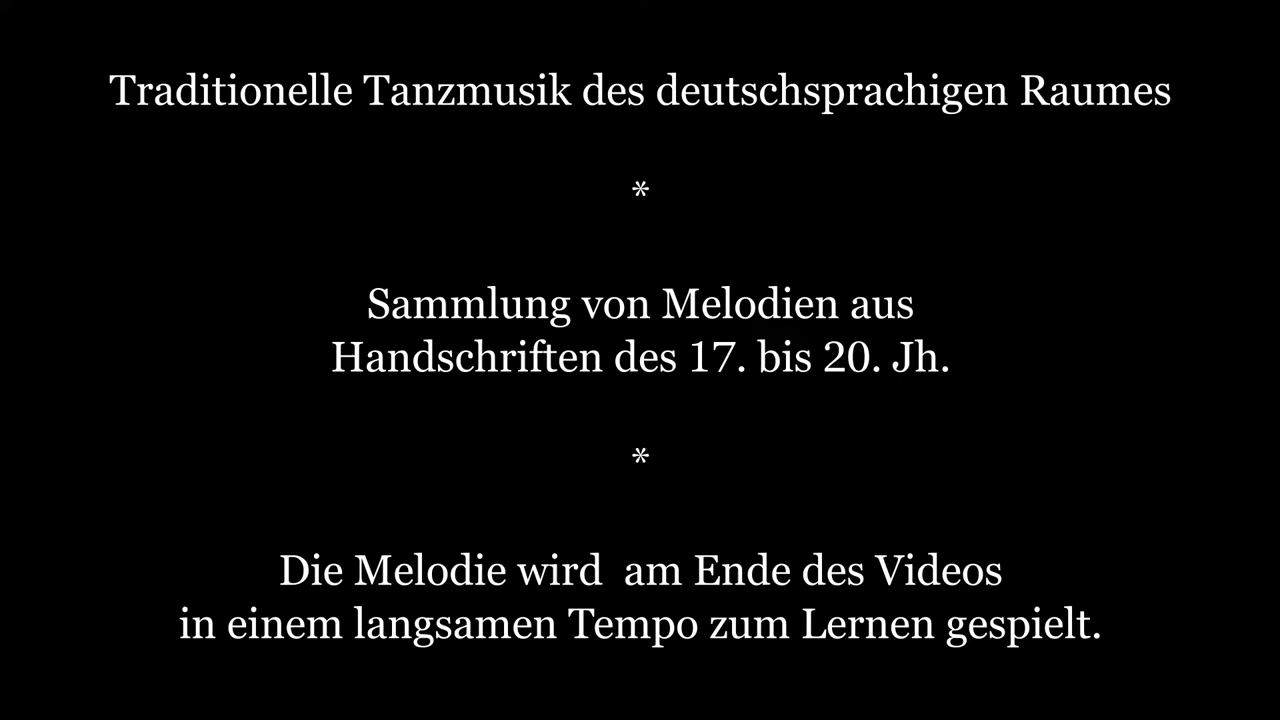 Traditionelle Tanzmusik des deutschsprachigen Raumes
*
Sammlung von Melodien aus
Handschriften des 17. bis 20. Jh.
*
Die Melodie wird  am Ende des Videos
in einem langsamen Tempo zum Lernen gespielt.